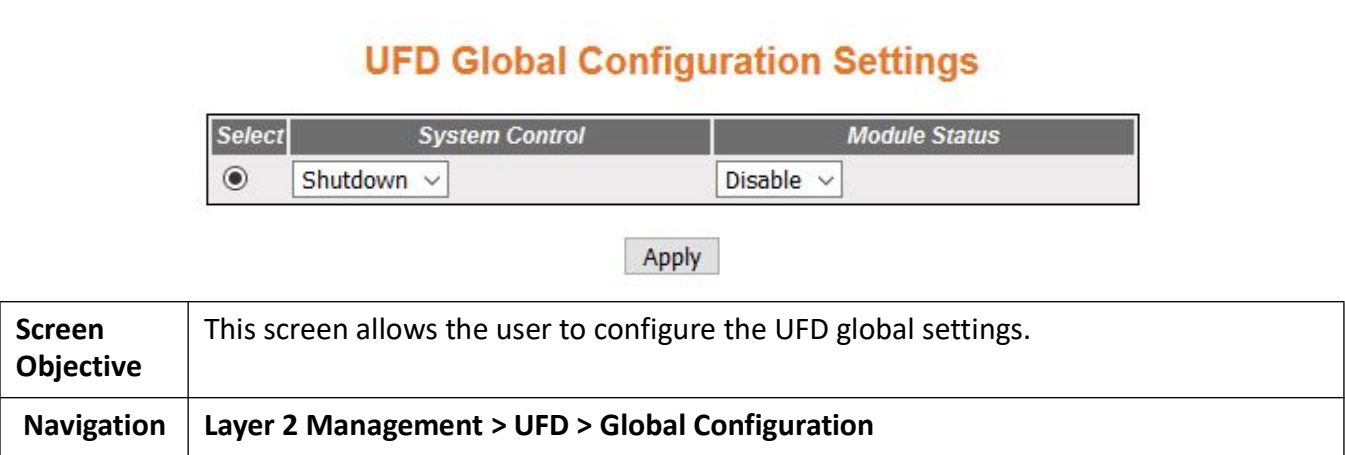 UFD Global Configuration Settings
Select System Control Module Status
Shutdown Disable
Apply
Screen Objective This screen allows the user to configure the UFD global settings.
Navigation Layer 2 Management > UFD > Global Configuration